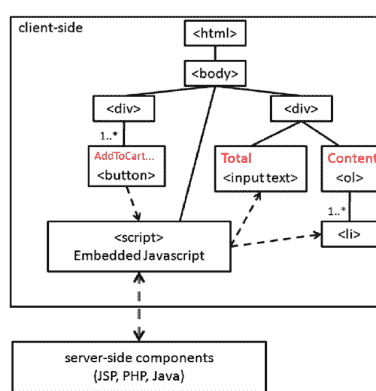 client-side
<html>
<body>
<div>
<div>
1..*
AddToCart...
<button>
Total
<input text>
Content
<ol>
1..*
<script>
Embedded Javascript
<li>
server-side components
(JSP, PHP, Java)